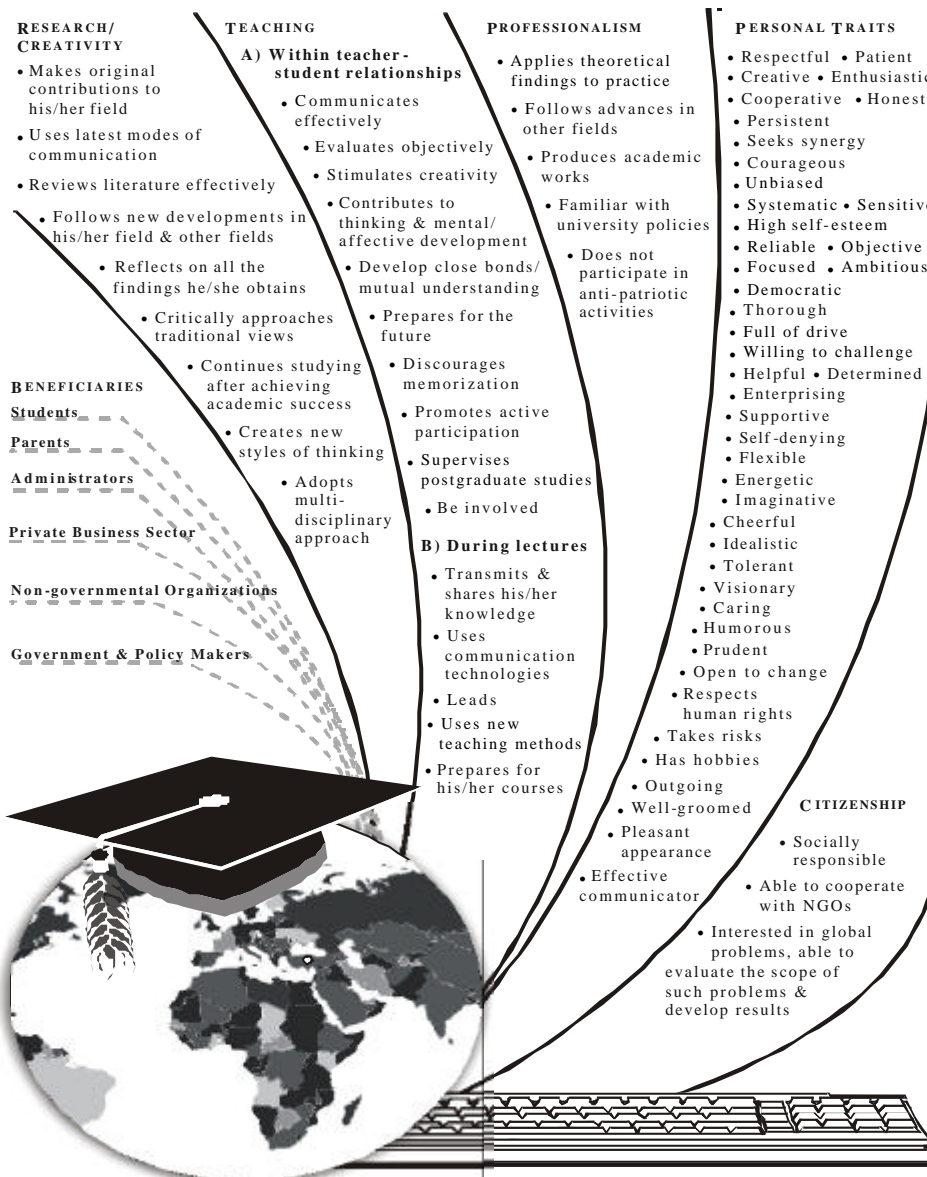 RESEARCH/
CREATIVITY
• Makes original
contributions to
his/her field
• Uses latest modes of
communication
• Reviews literature effectively
• Follows new developments in
his/her field & other fields
• Reflects on all the
findings he/she obtains
• Critically approaches
traditional views
• Continues studying
after achieving
academic success
• Creates new
styles of thinking
• Adopts
multi-
disciplinary
approach
BENEFICIARIES
Students
Parents
Administrators
Private Business Sector
Non-governmental Organizations
Government & Policy Makers
TEACHING
A) Within teacher-
student relationships
• Communicates
effectively
• Evaluates objectively
• Stimulates creativity
• Contributes to
thinking & mental/
affective development
• Develop close bonds/
mutual understanding
• Prepares for the
future
• Discourages
memorization
• Promotes active
participation
• Supervises
postgraduate studies
• Be involved
B) During lectures
• Transmits &
shares his/her
knowledge
• Uses
communication
technologies
• Leads
• Uses new
teaching methods
• Prepares for
his/her courses
PROFESSIONALISM
• Applies theoretical
findings to practice
• Follows advances in
other fields
• Produces academic
works
• Familiar with
university policies
• Does not
participate in
anti-patriotic
activities
PERSONAL TRAITS
• Respectful • Patient
• Creative • Enthusiastic
• Cooperative • Honest
• Persistent
• Seeks synergy
• Courageous
• Unbiased
• Systematic • Sensitive
• High self-esteem
• Reliable • Objective
• Focused • Ambitious
• Democratic
• Thorough
• Full of drive
• Willing to challenge
• Helpful • Determined
• Enterprising
• Supportive
• Self-denying
• Flexible
• Energetic
• Imaginative
• Cheerful
• Idealistic
• Tolerant
• Visionary
• Caring
• Humorous
• Prudent
• Open to change
• Respects
human rights
• Takes risks
• Has hobbies
• Outgoing
• Well-groomed
• Pleasant
appearance
• Effective
communicator
CITIZENSHIP
• Socially
responsible
• Able to cooperate
with NGOs
• Interested in global
problems, able to
evaluate the scope of
such problems &
develop results